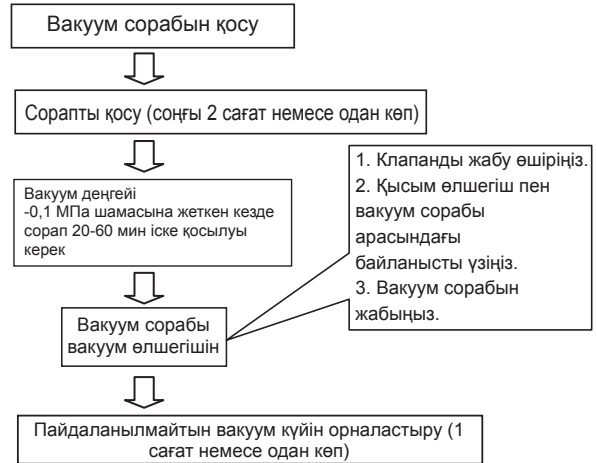 Вакуум сорабын қосу
Сорапты қосу (соңғы 2 сағат немесе одан көп)
Вакуум деңгейі
-0,1 МПа шамасына жеткен кезде
сорап 20-60 мин іске қосылуы
керек
Вакуум сорабы
вакуум өлшегішін
1. Клапанды жабу өшіріңіз.
2. Қысым өлшегіш пен
вакуум сорабы
арасындағы
байланысты үзіңіз.
3. Вакуум сорабын
жабыңыз.
Пайдаланылмайтын вакуум күйін орналастыру (1
сағат немесе одан көп)